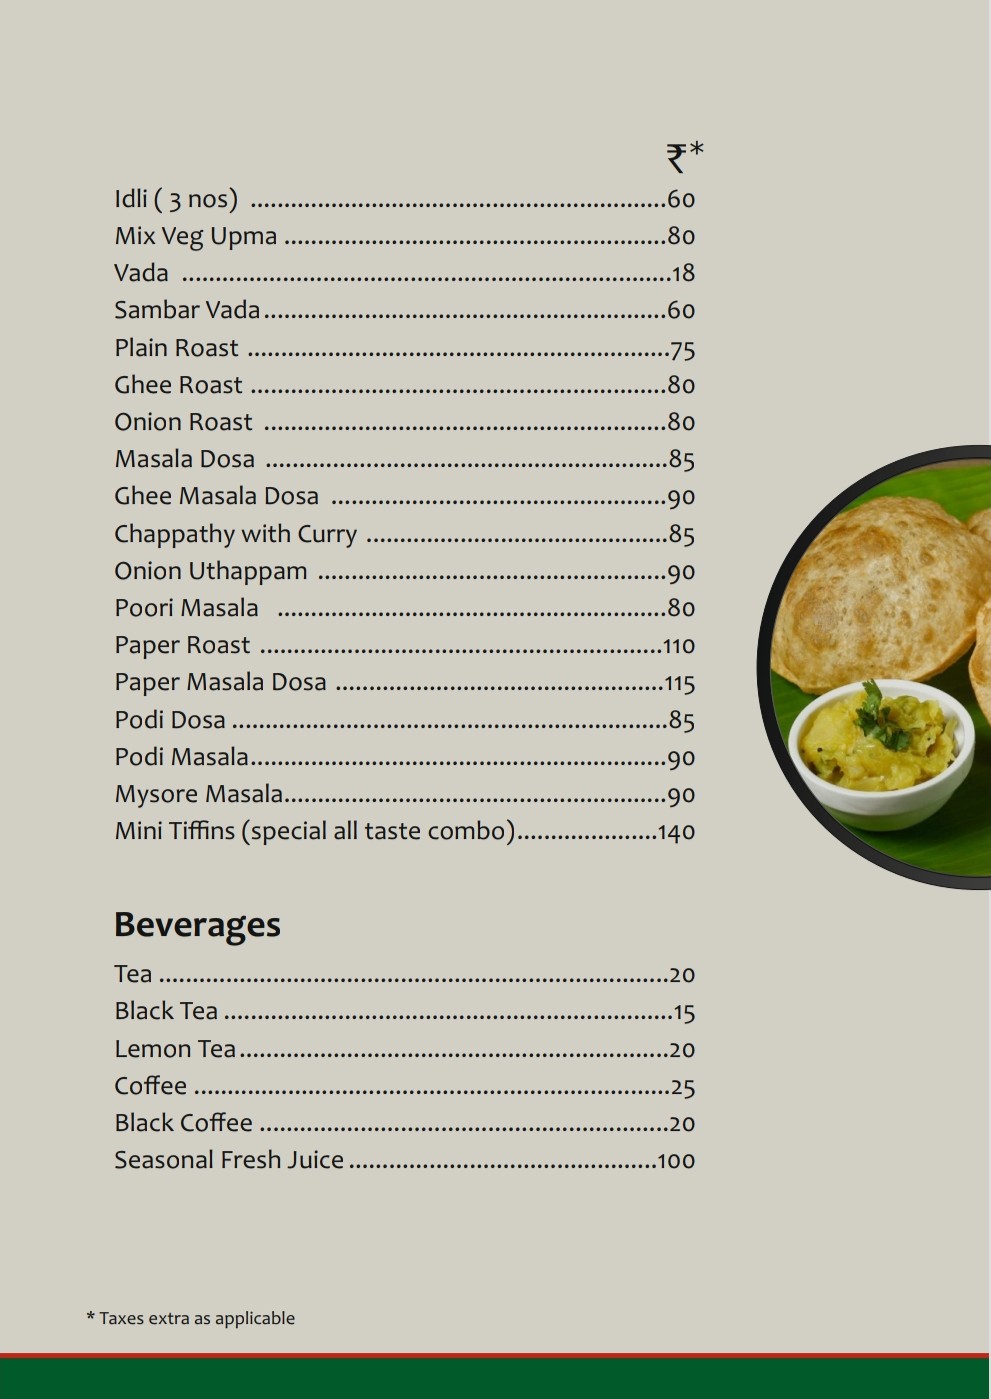 ₹*
Idli ( 3 nos) ..............................................................60
Mix Veg Upma .........................................................80
Vada .........................................................................18
Sambar Vada............................................................60
Plain Roast ...............................................................75
Ghee Roast ..............................................................80
Onion Roast ............................................................80
Masala Dosa ............................................................85
Ghee Masala Dosa ..................................................90
Chappathy with Curry .............................................85
Onion Uthappam ....................................................90
Poori Masala ..........................................................80
Paper Roast ............................................................110
Paper Masala Dosa .................................................115
Podi Dosa .................................................................85
Podi Masala..............................................................90
Mysore Masala.........................................................90
Mini Tiffins (special all taste combo).....................140
Beverages
Tea ............................................................................20
Black Tea ...................................................................15
Lemon Tea................................................................20
Coffee .......................................................................25
Black Coffee .............................................................20
Seasonal Fresh Juice ..............................................100
* Taxes extra as applicable